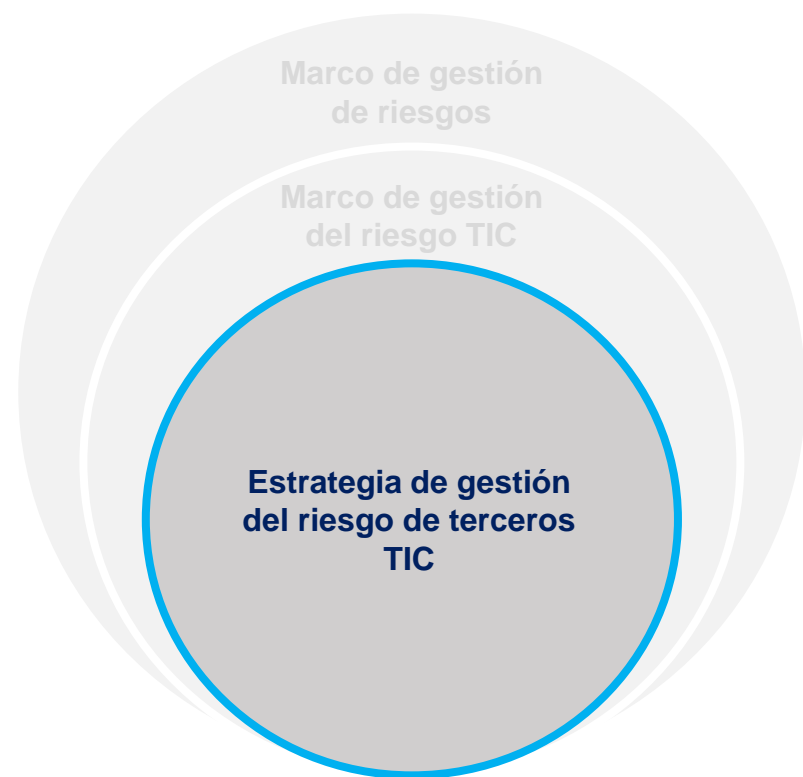 Marco de gestión
de riesgos
Marco de gestión
del riesgo TIC
Estrategia de gestión
del riesgo de terceros
TIC